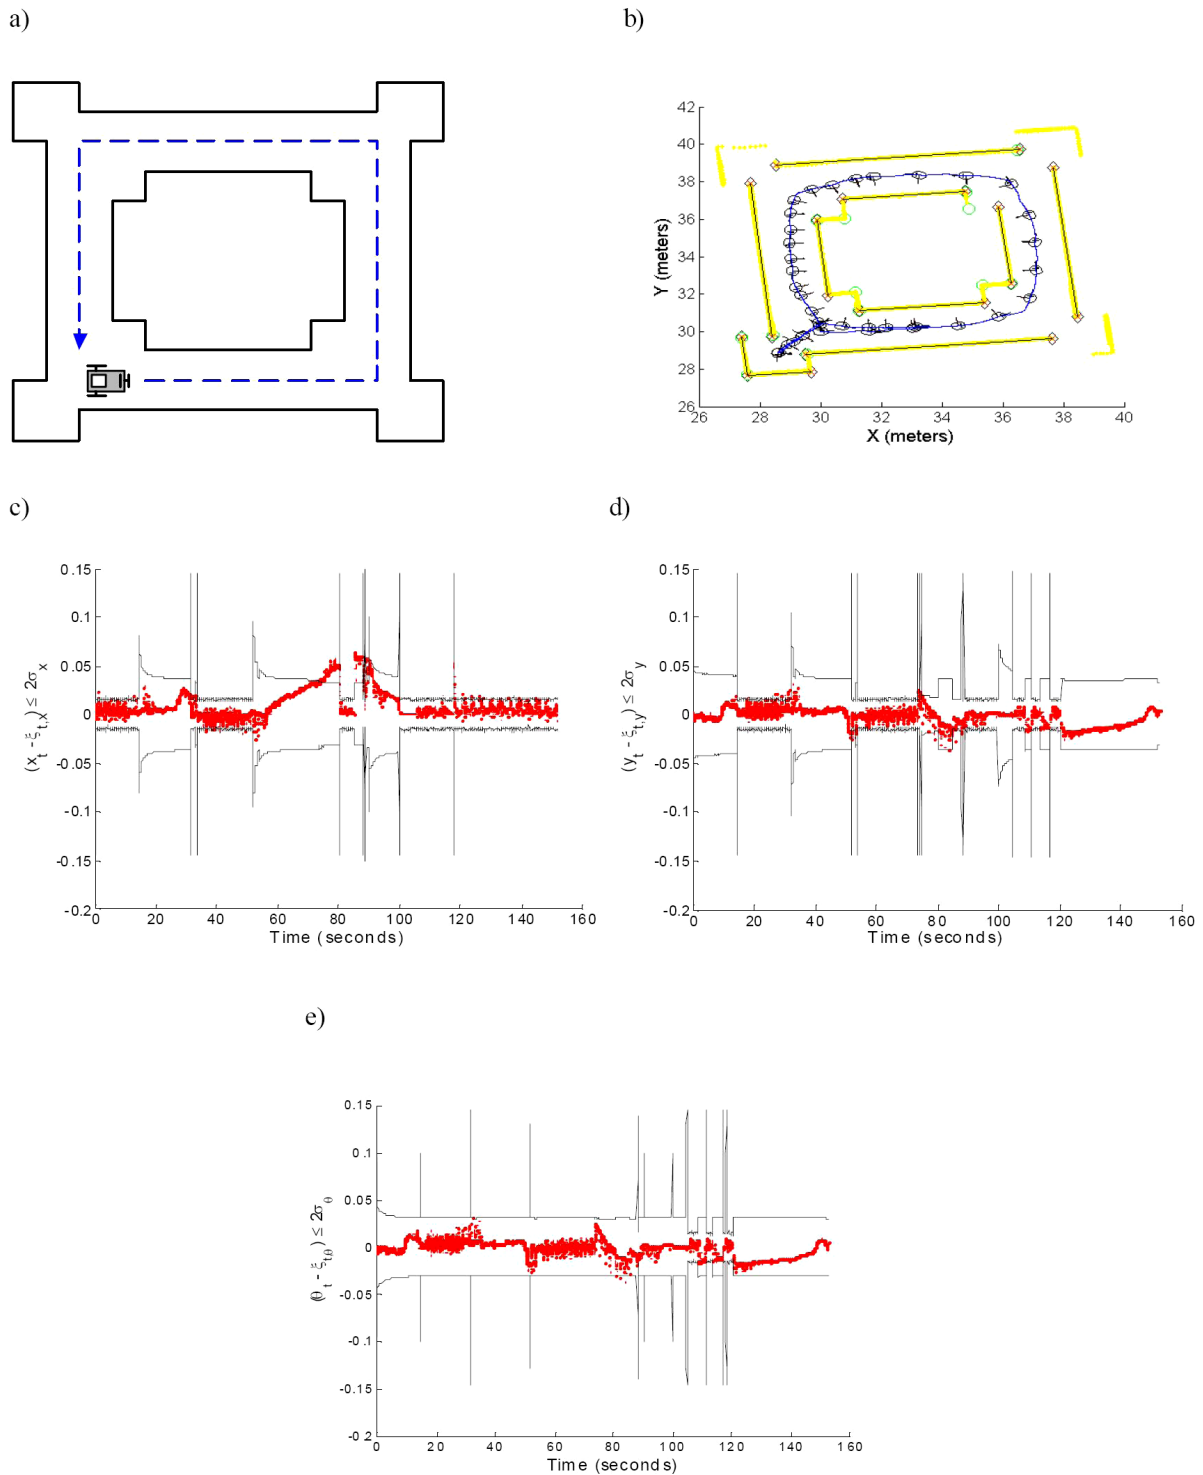 a)
b)
42
40
38
36
34
32
30
28
26
Y (meters)
26 28 30 32 34 36 38 40
X (meters)
c)
0.15
0.1
0.05
0
-0.05
-0.1
-0.15
-0.2
(x t - ξ t,x) ≤ 2σ x
0 20 40 60 80 100 120 140 160
Time (seconds)
d)
0.15
0.1
0.05
0
-0.05
-0.1
-0.15
-0.2
(y t - ξ t,y) ≤ 2σ y
0 20 40 60 80 100 120 140 160
Time (seconds)
e)
0.15
0.1
0.05
0
-0.05
-0.1
-0.15
-0.2
(θ t - ξ t,θ) ≤ 2σ θ
0 20 40 60 80 100 120 140 160
Time (seconds)